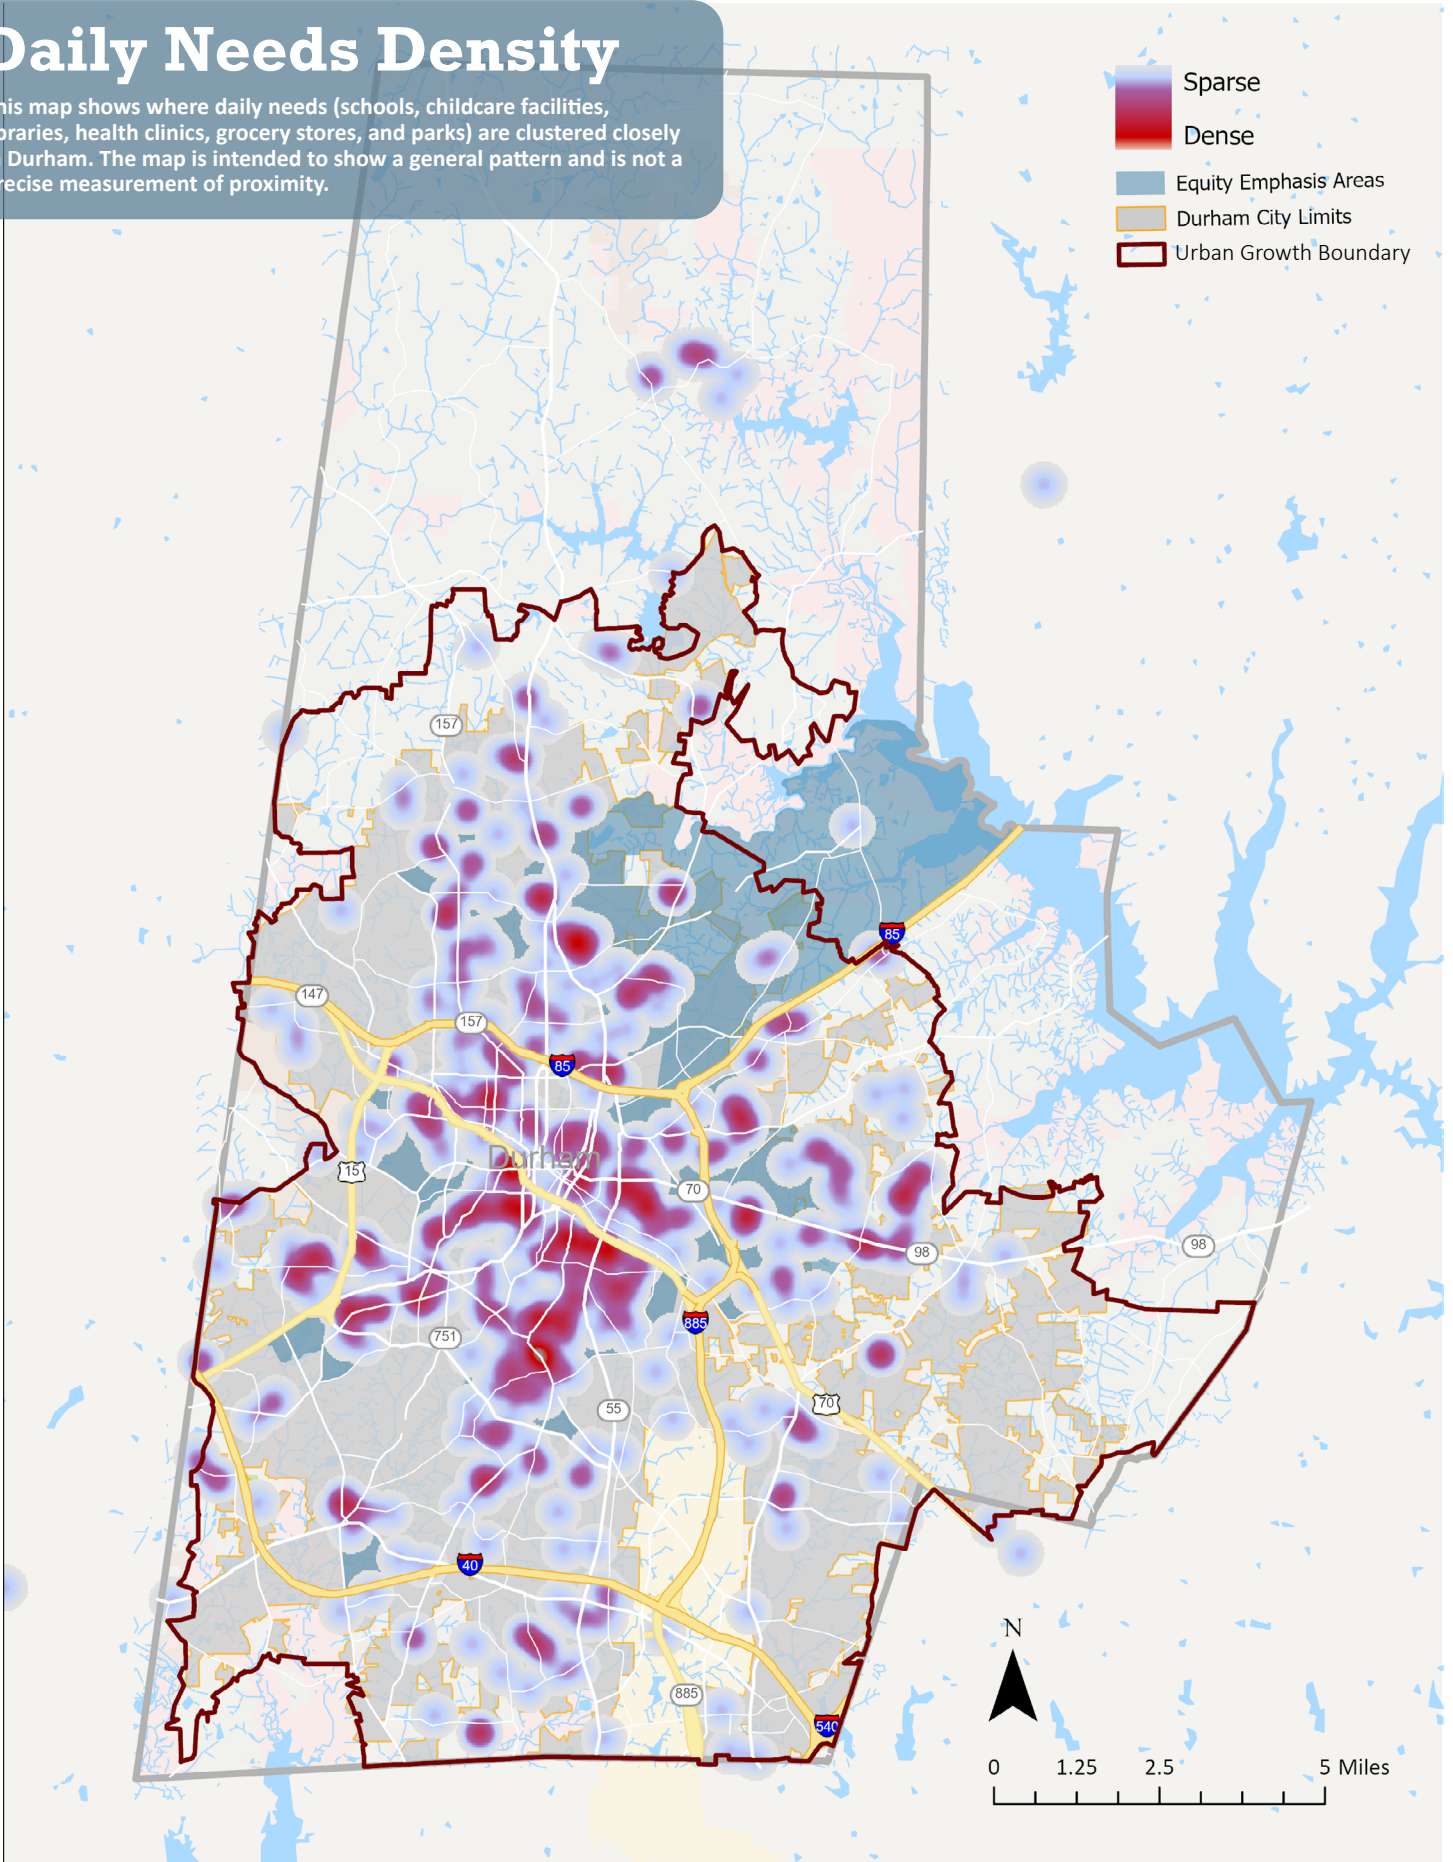 Daily Needs Density
his map shows where daily needs (schools, childcare facilities,
braries, health clinics, grocery stores, and parks) are clustered closely
Durham. The map is intended to show a general pattern and is not a
recise measurement of proximity.
Sparse
Dense
Equity Emphasis Areas
Durham City Limits
Urban Growth Boundary
157
85
147
157
85
Durham
15
70
98
98
885
751
70
55
40
885
540
N
0 1.25 2.5 5 Miles